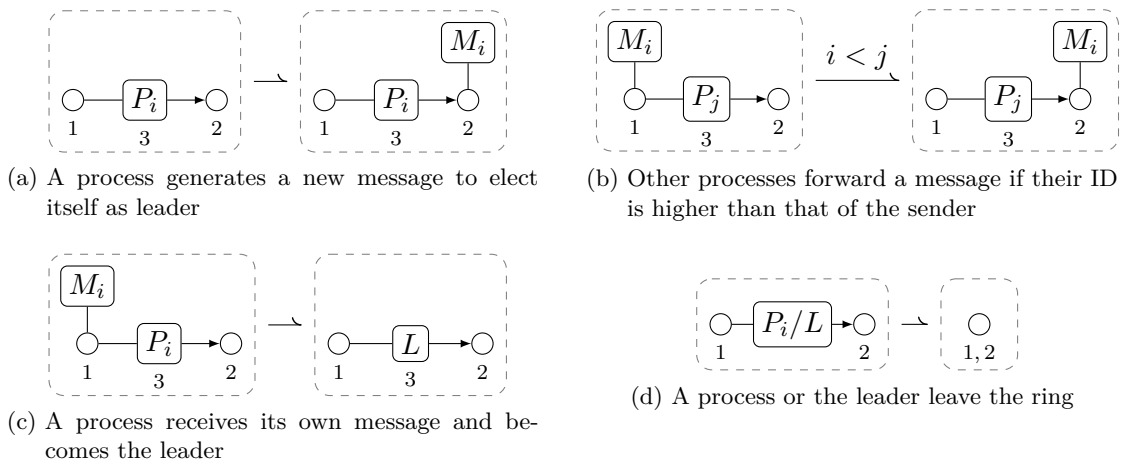 P_i
1 3 2
M_i
P_i
1 3 2
(a) A process generates a new message to elect
itself as leader
M_i
P_j
1 3 2
i < j
M_i
P_j
1 3 2
(b) Other processes forward a message if their ID
is higher than that of the sender
M_i
P_i
1 3 2
L
1 3 2
(c) A process receives its own message and be-
comes the leader
P_i/L
1 2
1, 2
(d) A process or the leader leave the ring